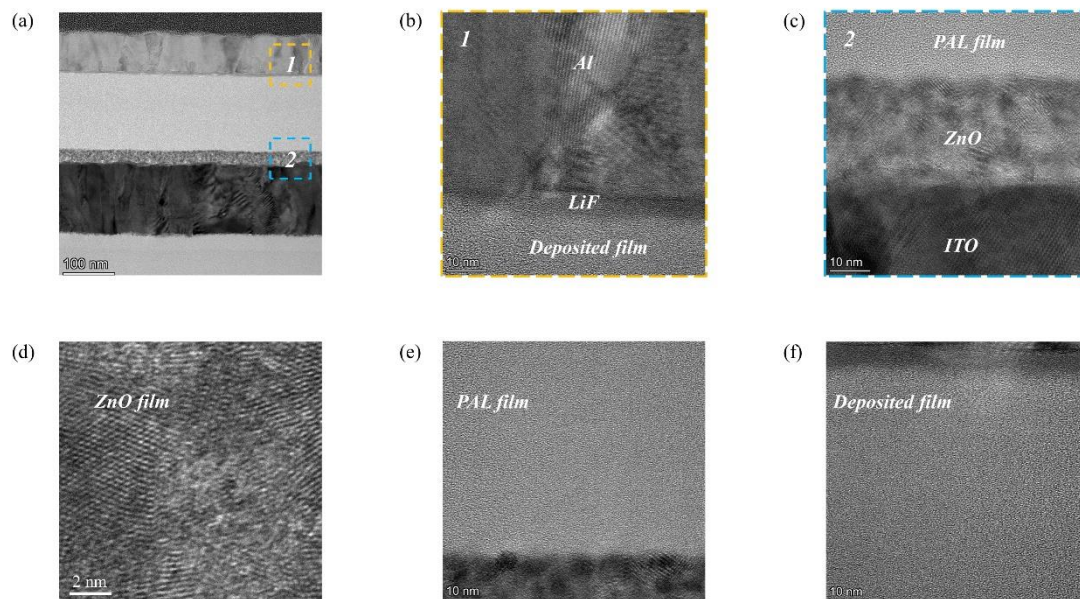 (a)
1
2
100 nm
(b)
1
Al
LiF
Deposited film
10 nm
(c)
2
PAL film
ZnO
ITO
10 nm
(d)
ZnO film
2 nm
(e)
PAL film
10 nm
(f)
Deposited film
10 nm